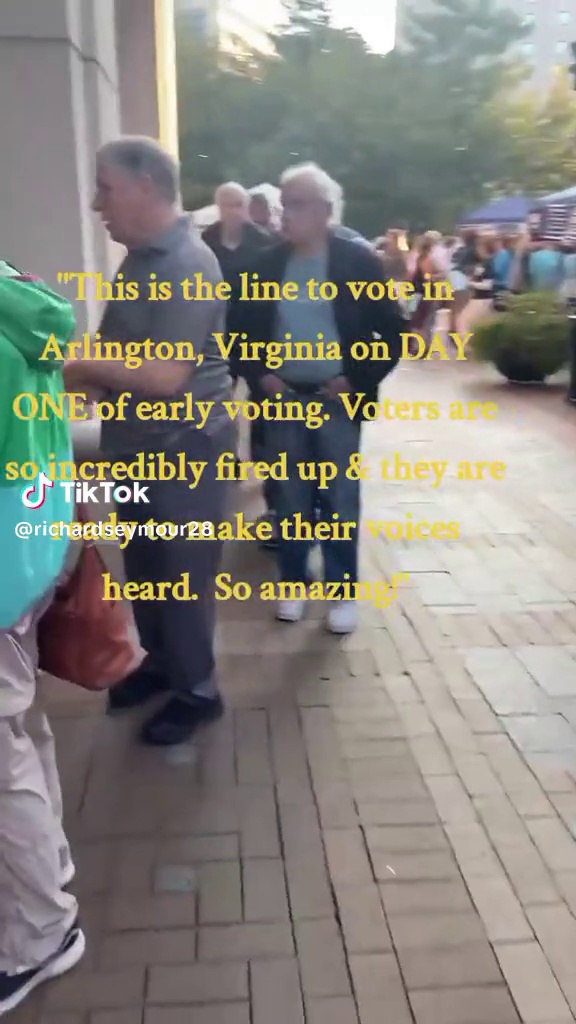 "This is the line to vote in
Arlington, Virginia on DAY
ONE of early voting. Voters are
so incredibly fired up & they are
TikTok
@richardseymour28
ready to make their voices
heard. So amazing!"